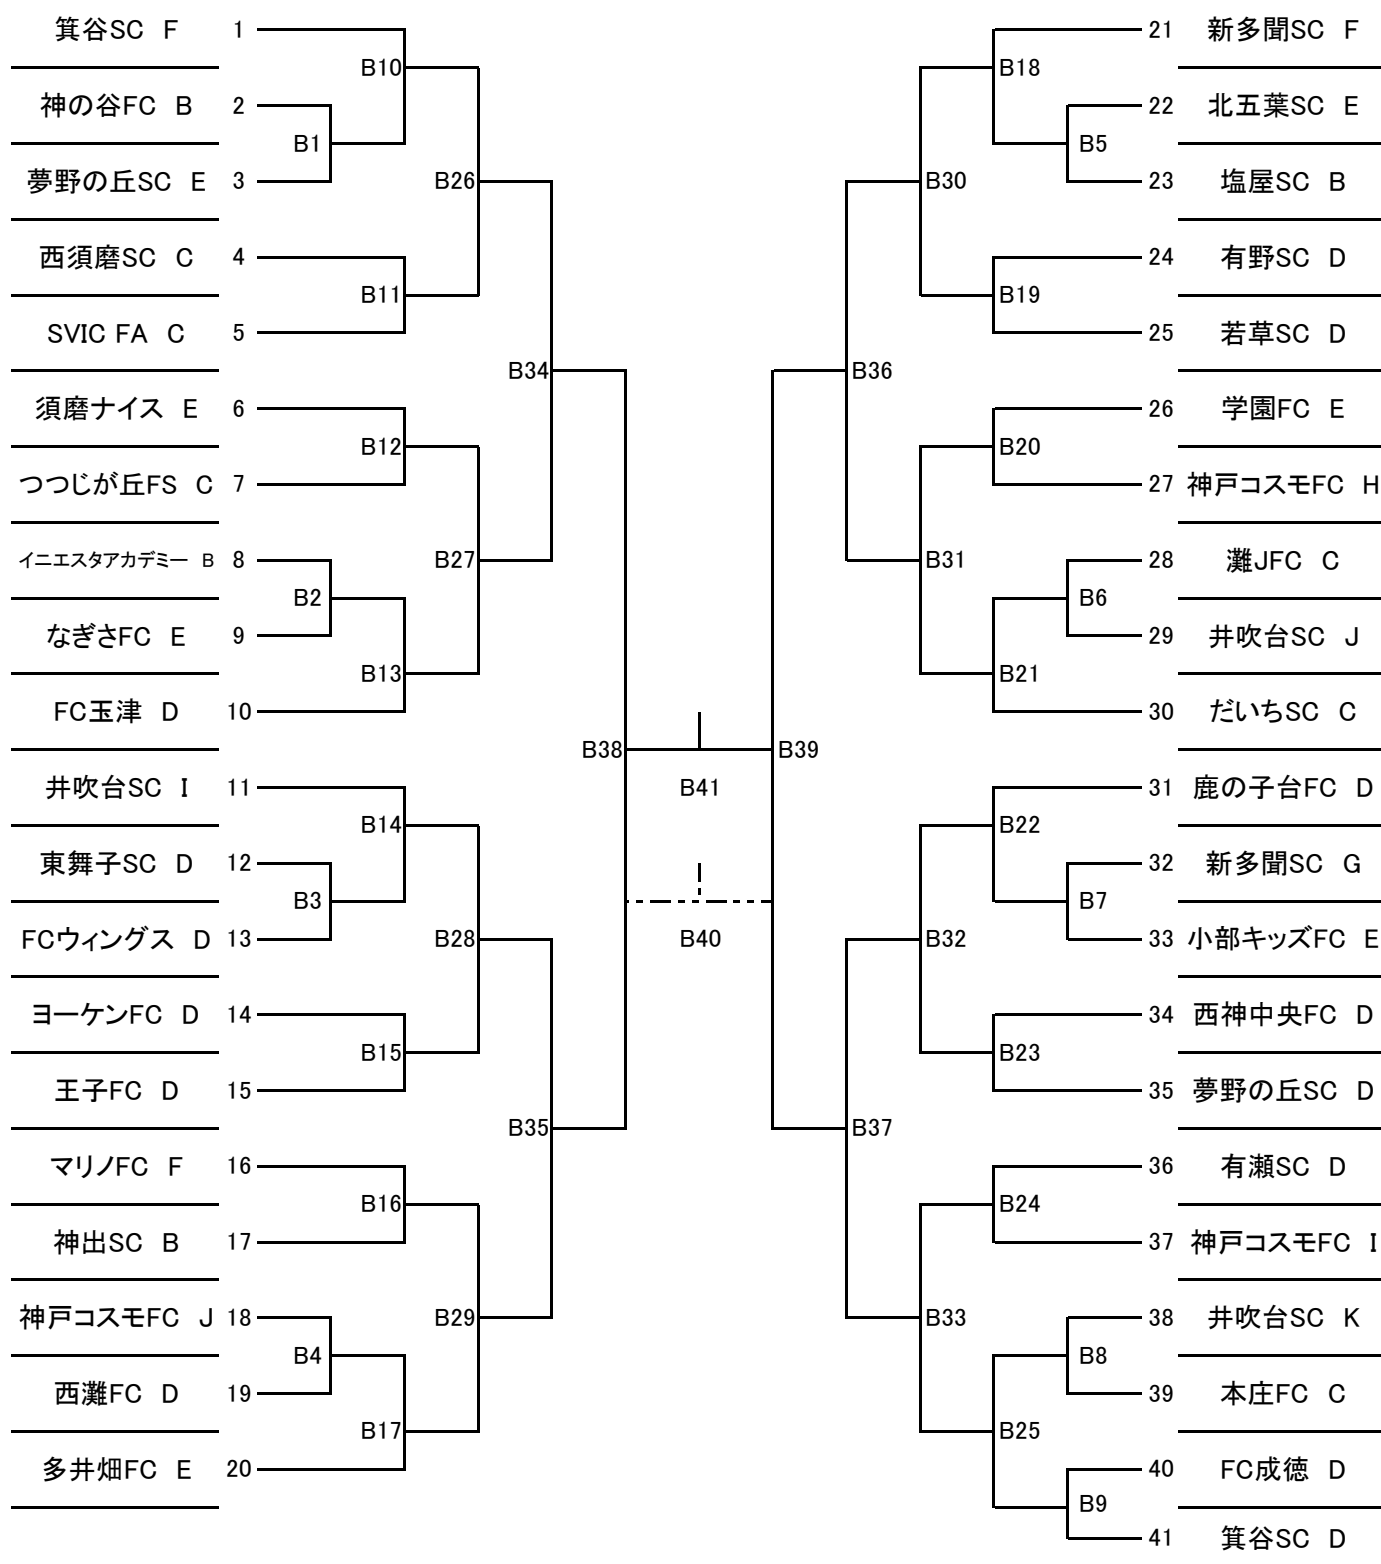 箕谷SC F 1
神の谷FC B 2
夢野の丘SC E 3
西須磨SC C 4
SVIC FA C 5
須磨ナイス E 6
つつじが丘FS C 7
イニエスタアカデミー B 8
なぎさFC E 9
FC玉津 D 10
井吹台SC I 11
東舞子SC D 12
FCウィングス D 13
ヨーケンFC D 14
王子FC D 15
マリノFC F 16
神出SC B 17
神戸コスモFC J 18
西灘FC D 19
多井畑FC E 20
B1
B2
B3
B4
B10
B11
B12
B13
B14
B15
B16
B17
B26
B27
B28
B29
B34
B35
B38
B41
B40
B39
B36
B37
B30
B31
B32
B33
B18
B19
B20
B21
B22
B23
B24
B25
B5
B6
B7
B8
B9
21 新多聞SC F
22 北五葉SC E
23 塩屋SC B
24 有野SC D
25 若草SC D
26 学園FC E
27 神戸コスモFC H
28 灘JFC C
29 井吹台SC J
30 だいちSC C
31 鹿の子台FC D
32 新多聞SC G
33 小部キッズFC E
34 西神中央FC D
35 夢野の丘SC D
36 有瀬SC D
37 神戸コスモFC I
38 井吹台SC K
39 本庄FC C
40 FC成徳 D
41 箕谷SC D